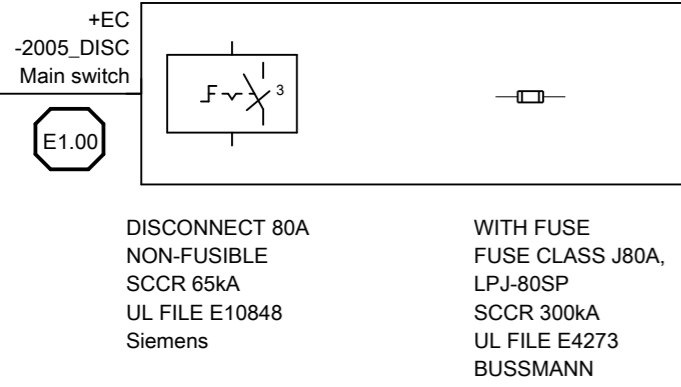 +EC
-2005_DISC
Main switch
3
E1.00
DISCONNECT 80A
NON-FUSIBLE
SCCR 65kA
UL FILE E10848
Siemens
WITH FUSE
FUSE CLASS J80A,
LPJ-80SP
SCCR 300kA
UL FILE E4273
BUSSMANN